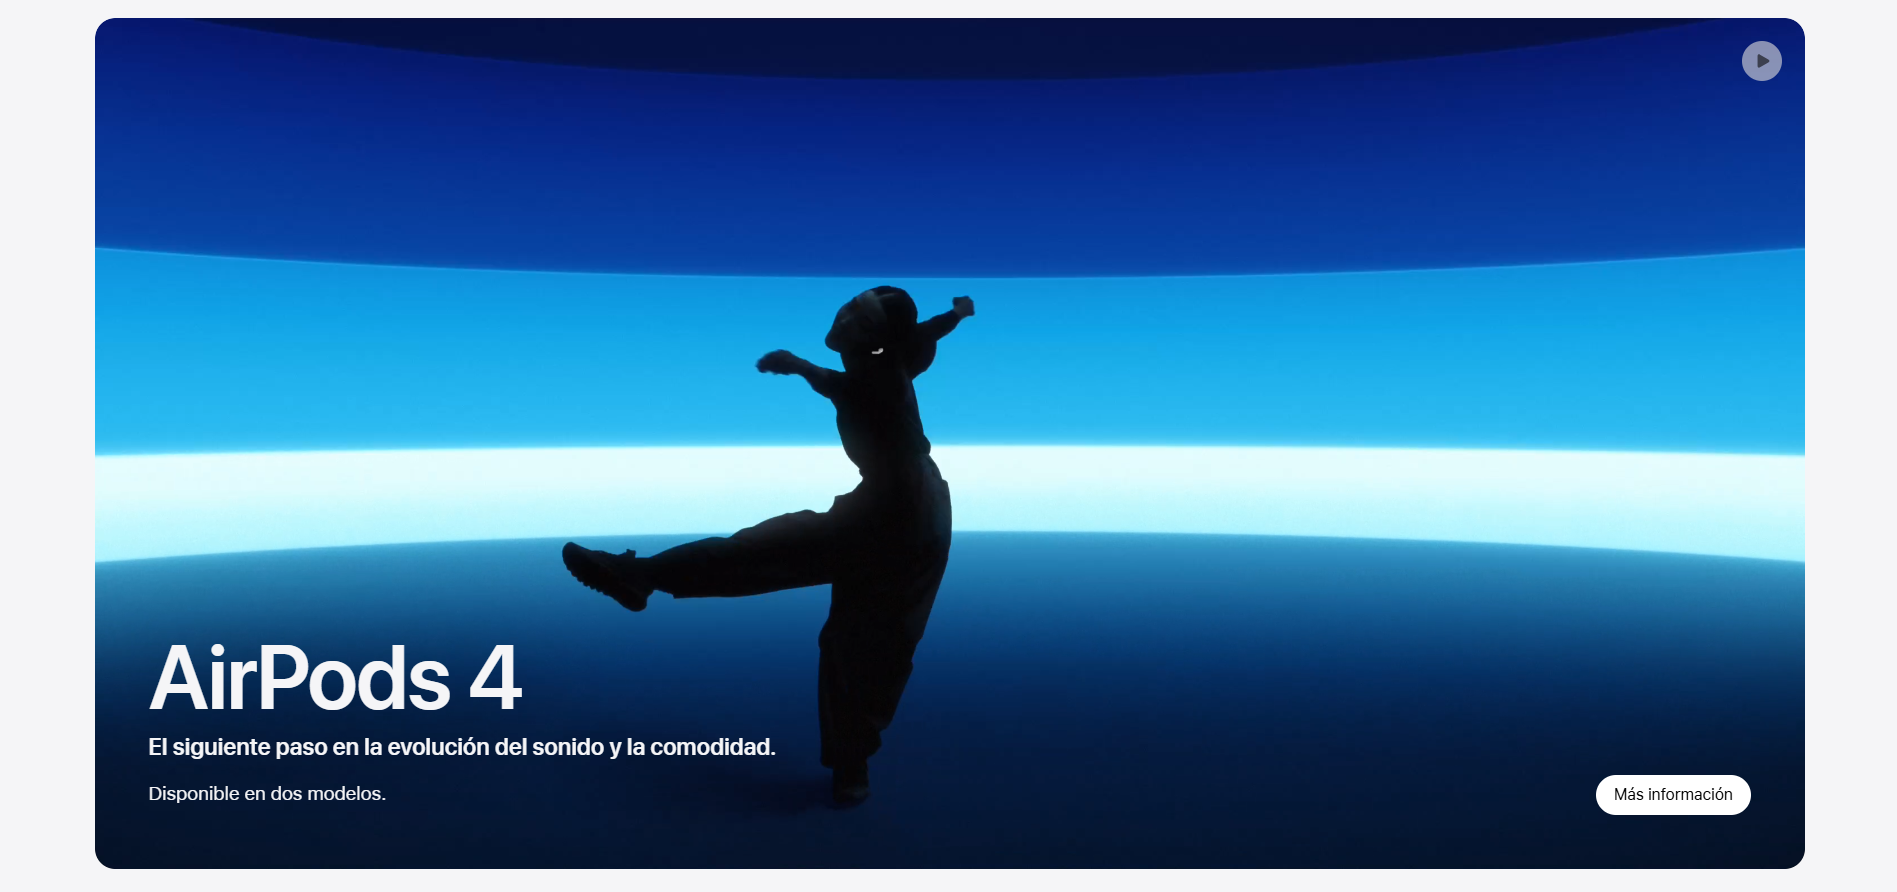 AirPods 4
El siguiente paso en la evolución del sonido y la comodidad.
Disponible en dos modelos.
Más información